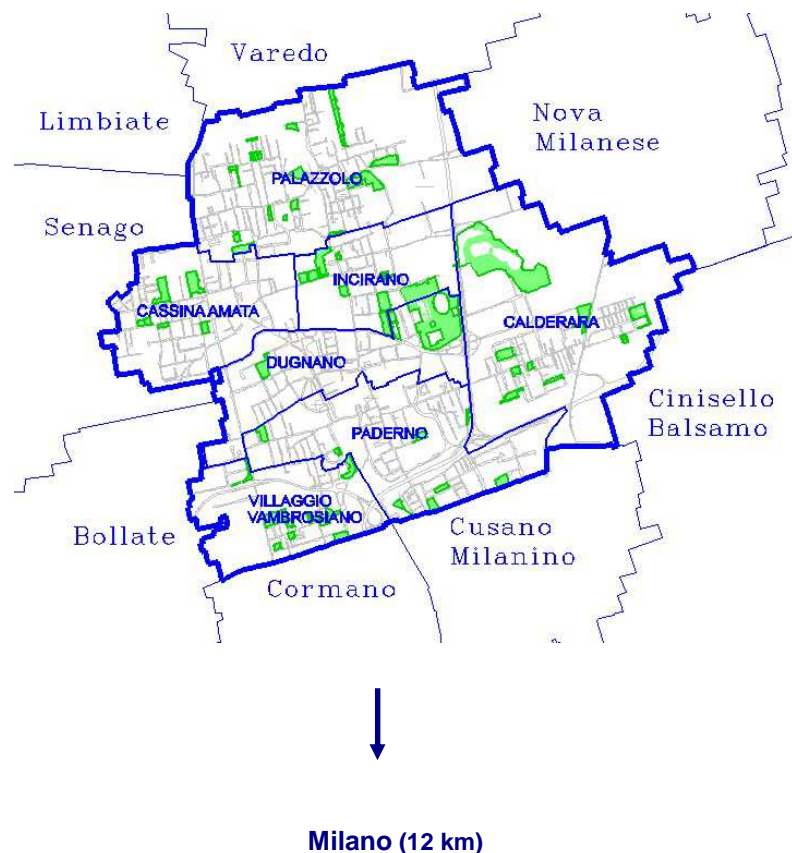 Varedo
Limbiate
Nova
Milanese
PALAZZOLO
Senago
INCIRANO
CASSINA AMATA
CALDERARA
DUGNANO
Cinisello
Balsamo
PADERNO
VILLAGGIO
VAMBROSIANO
Bollate
Cusano
Milanino
Cormano
Milano (12 km)